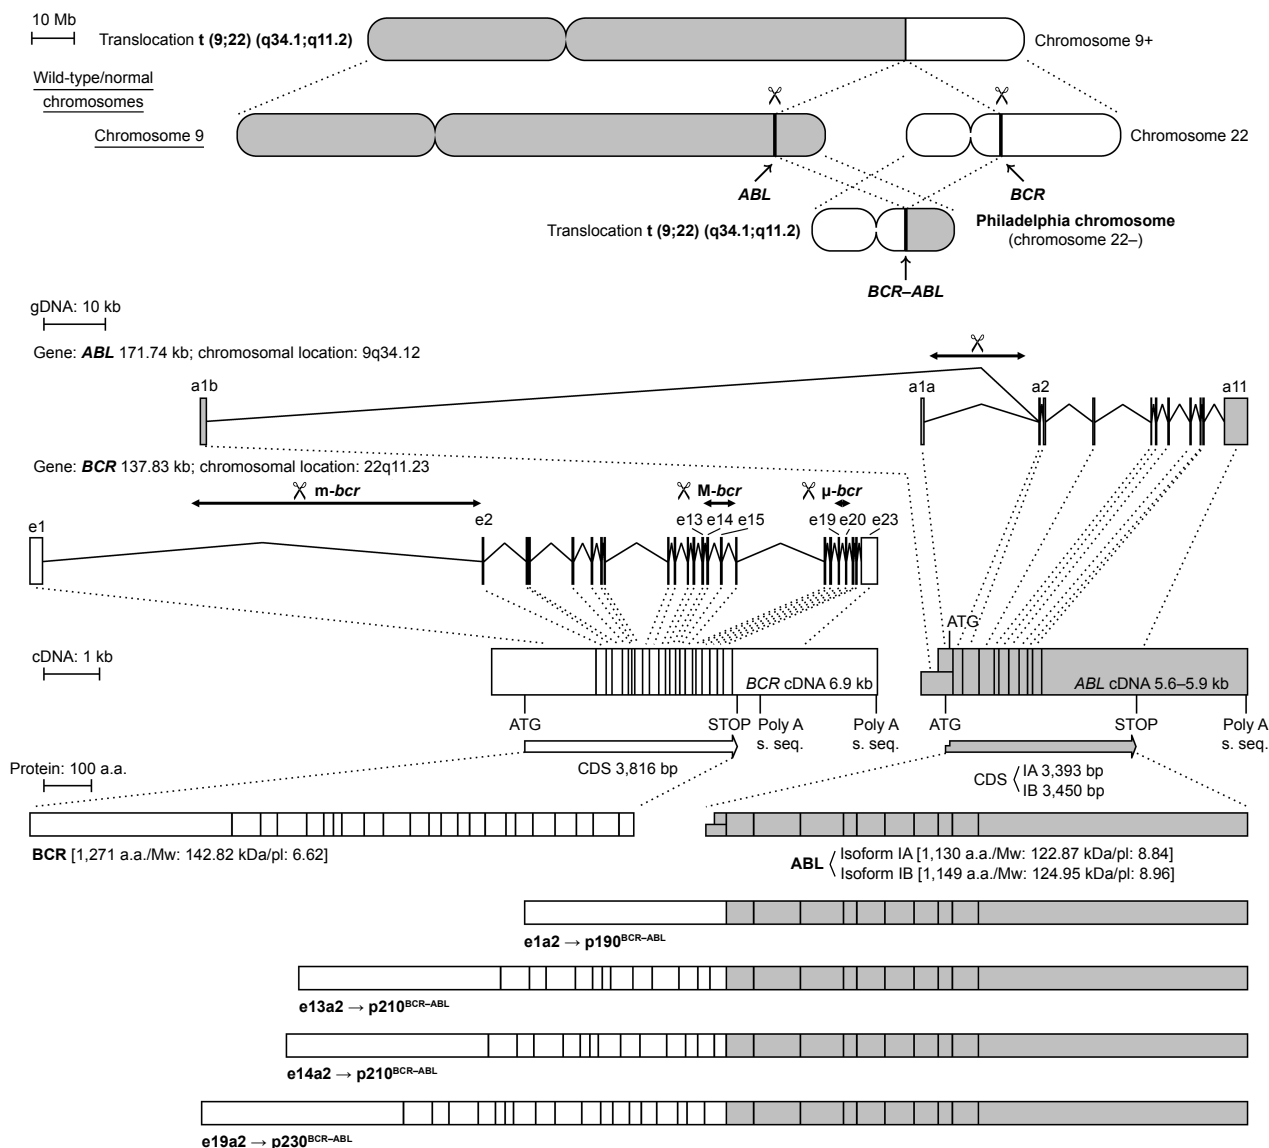 10 Mb
Translocation t (9;22) (q34.1;q11.2)
Chromosome 9+
Wild-type/normal
chromosomes
Chromosome 9
Chromosome 22
ABL
BCR
Translocation t (9;22) (q34.1;q11.2)
Philadelphia chromosome
(chromosome 22–)
BCR–ABL
gDNA: 10 kb
Gene: ABL 171.74 kb; chromosomal location: 9q34.12
a1b
a1a
a2
a11
Gene: BCR 137.83 kb; chromosomal location: 22q11.23
m-bcr
M-bcr
µ-bcr
e1
e2
e13
e14
e15
e19
e20
e23
ATG
cDNA: 1 kb
BCR cDNA 6.9 kb
ABL cDNA 5.6–5.9 kb
ATG
STOP
Poly A
s. seq.
Poly A
s. seq.
ATG
STOP
Poly A
s. seq.
CDS 3,816 bp
CDS
IA 3,393 bp
IB 3,450 bp
Protein: 100 a.a.
BCR [1,271 a.a./Mw: 142.82 kDa/pl: 6.62]
ABL
Isoform IA [1,130 a.a./Mw: 122.87 kDa/pl: 8.84]
Isoform IB [1,149 a.a./Mw: 124.95 kDa/pl: 8.96]
e1a2 → p190BCR–ABL
e13a2 → p210BCR–ABL
e14a2 → p210BCR–ABL
e19a2 → p230BCR–ABL